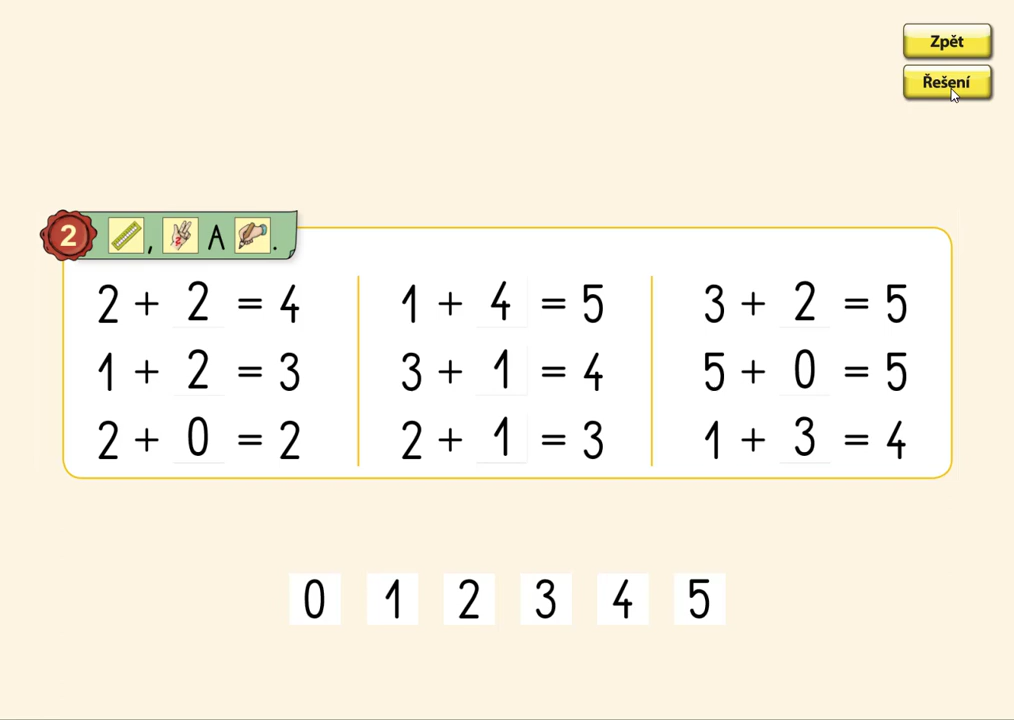 Zpět
Řešení
2 , A .
2 + 2 = 4
1 + 2 = 3
2 + 0 = 2
1 + 4 = 5
3 + 1 = 4
2 + 1 = 3
3 + 2 = 5
5 + 0 = 5
1 + 3 = 4
0 1 2 3 4 5